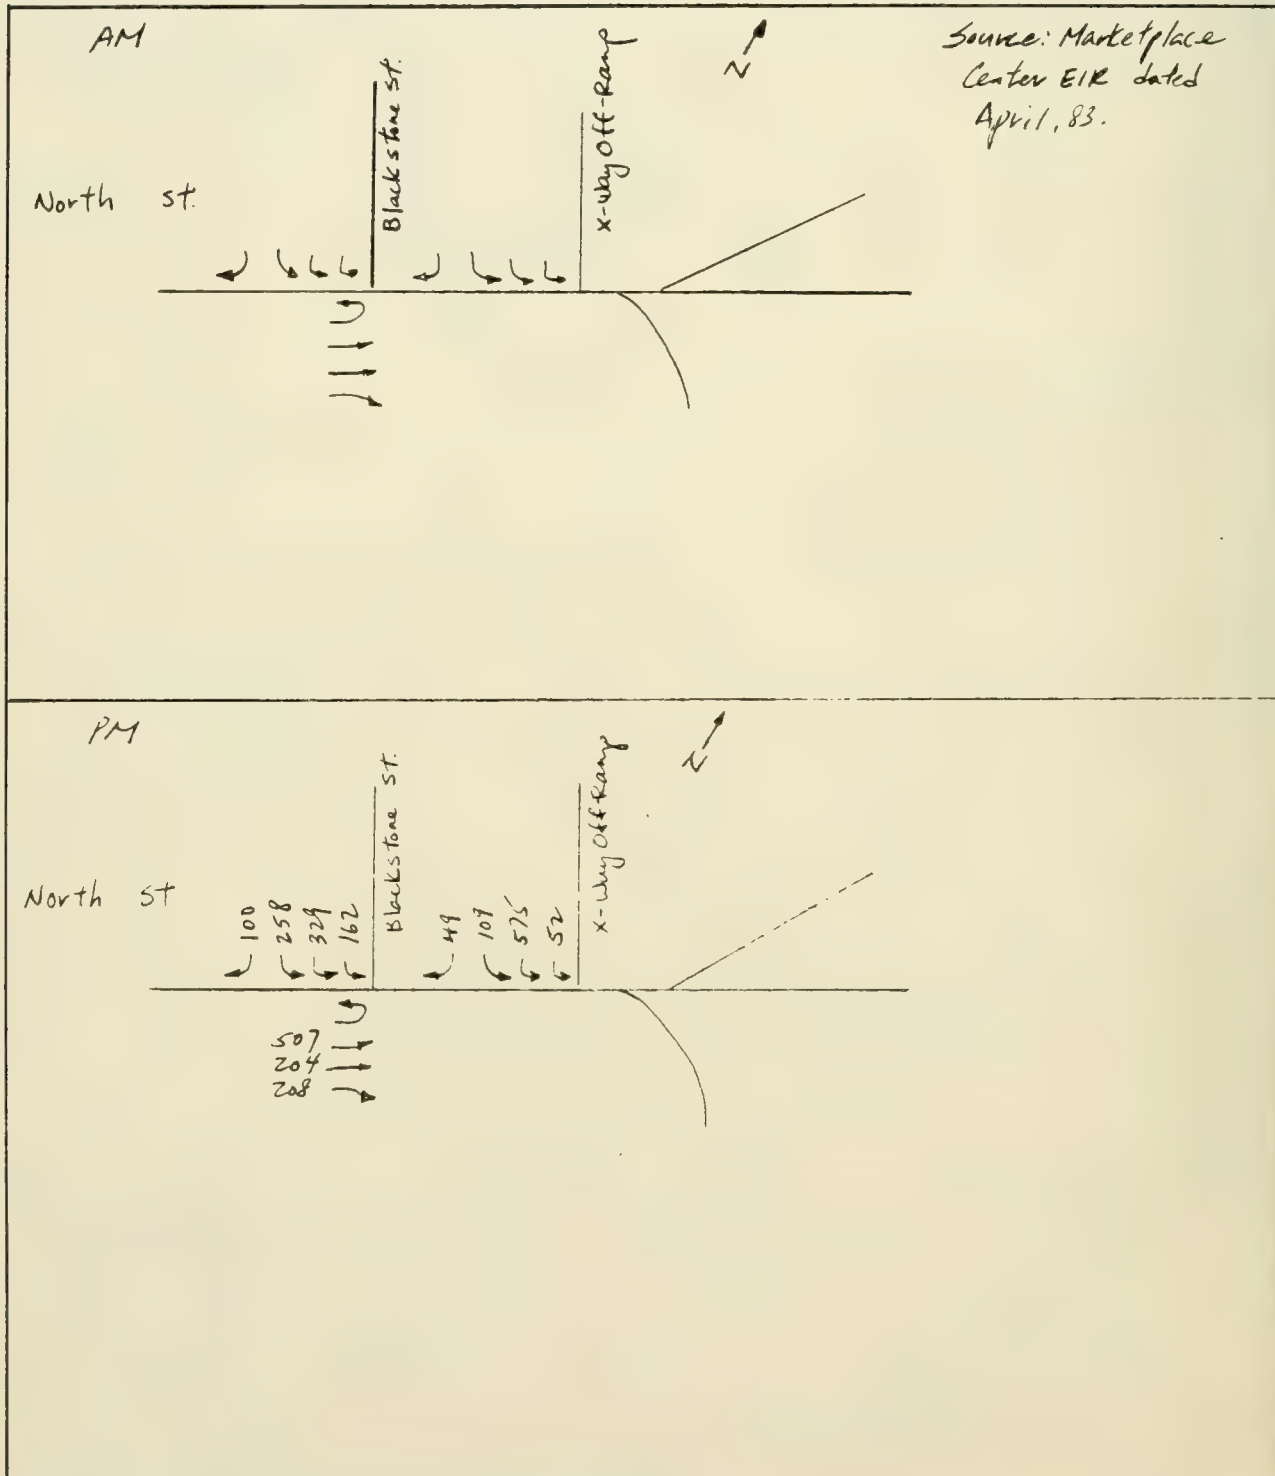 AM
Source: Marketplace
Center EIR dated
April, 83.
N
Blackstone st.
X-Way Off-Ramp
North st.
PM
N
Blackstone st.
X-Way Off-Ramp
North st
100
258
329
162
49
109
575
52
507
204
208